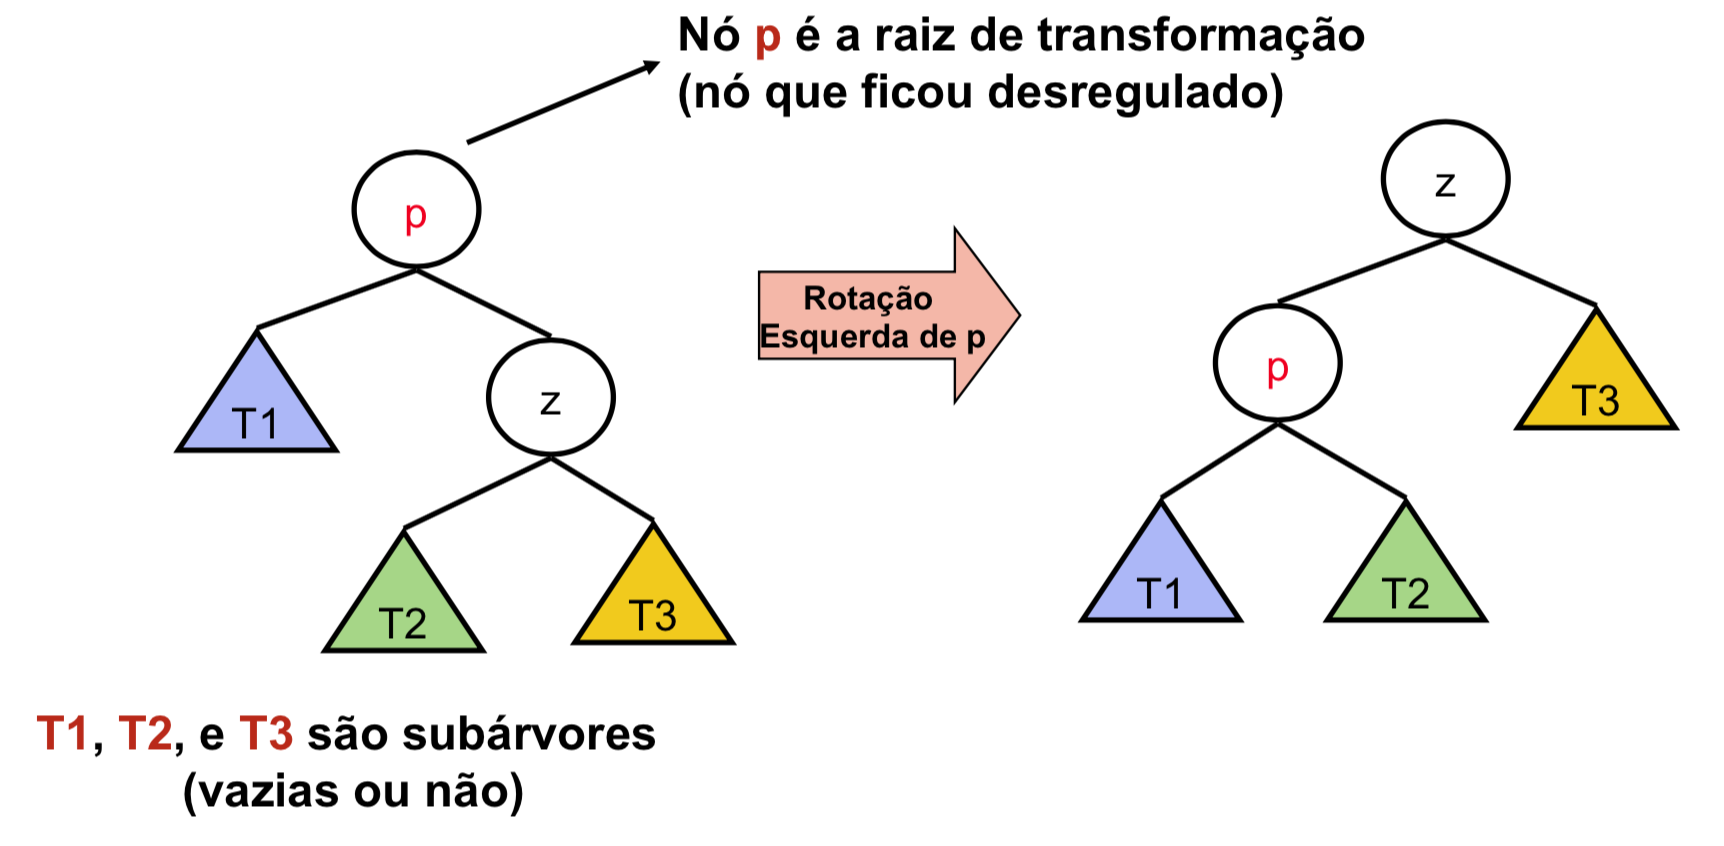 Nó p é a raiz de transformação
(nó que ficou desregulado)
p
z
T1
T2
T3
Rotação
Esquerda de p
z
p
T3
T1
T2
T1, T2, e T3 são subárvores
(vazias ou não)